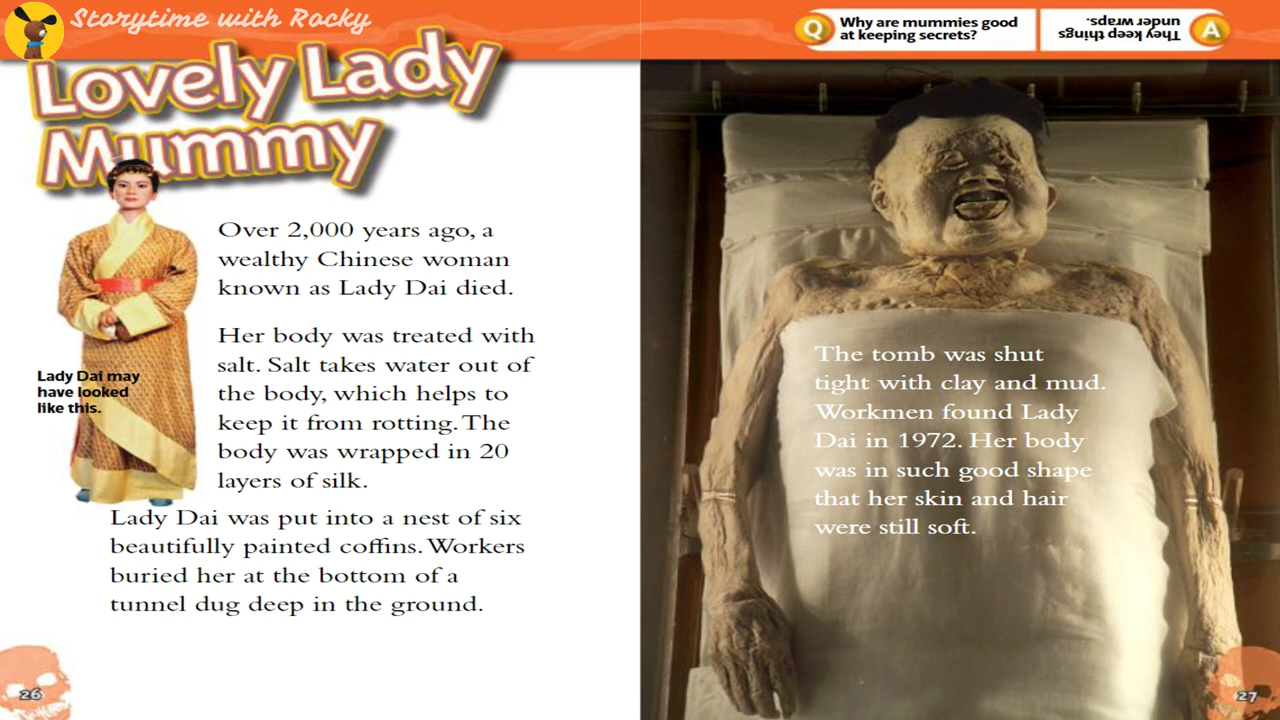 Storytime with Rocky
Lovely Lady
Mummy
Over 2,000 years ago, a
wealthy Chinese woman
known as Lady Dai died.
Her body was treated with
salt. Salt takes water out of
the body, which helps to
keep it from rotting. The
body was wrapped in 20
layers of silk.
Lady Dai may
have looked
like this.
Lady Dai was put into a nest of six
beautifully painted coffins. Workers
buried her at the bottom of a
tunnel dug deep in the ground.
26
Q
Why are mummies good
at keeping secrets?
They keep things
under wraps.
A
The tomb was shut
tight with clay and mud.
Workmen found Lady
Dai in 1972. Her body
was in such good shape
that her skin and hair
were still soft.
27